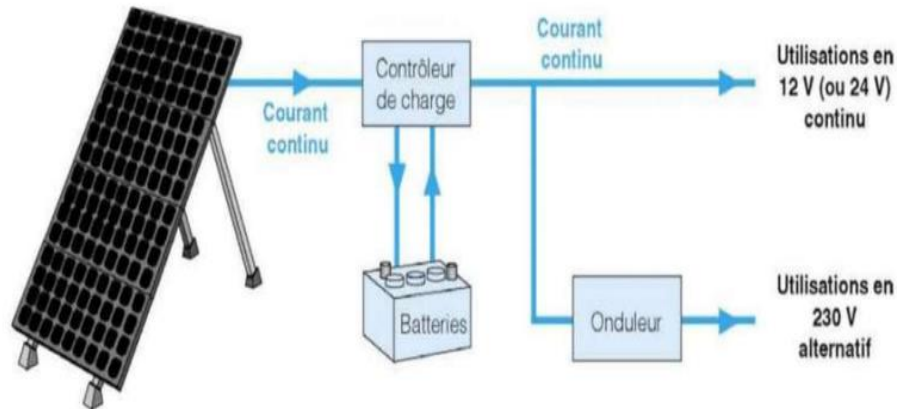 Courant
continu
Contrôleur
de charge
Courant
continu
Utilisations en
12 V (ou 24 V)
continu
Batteries
Onduleur
Utilisations en
230 V
alternatif